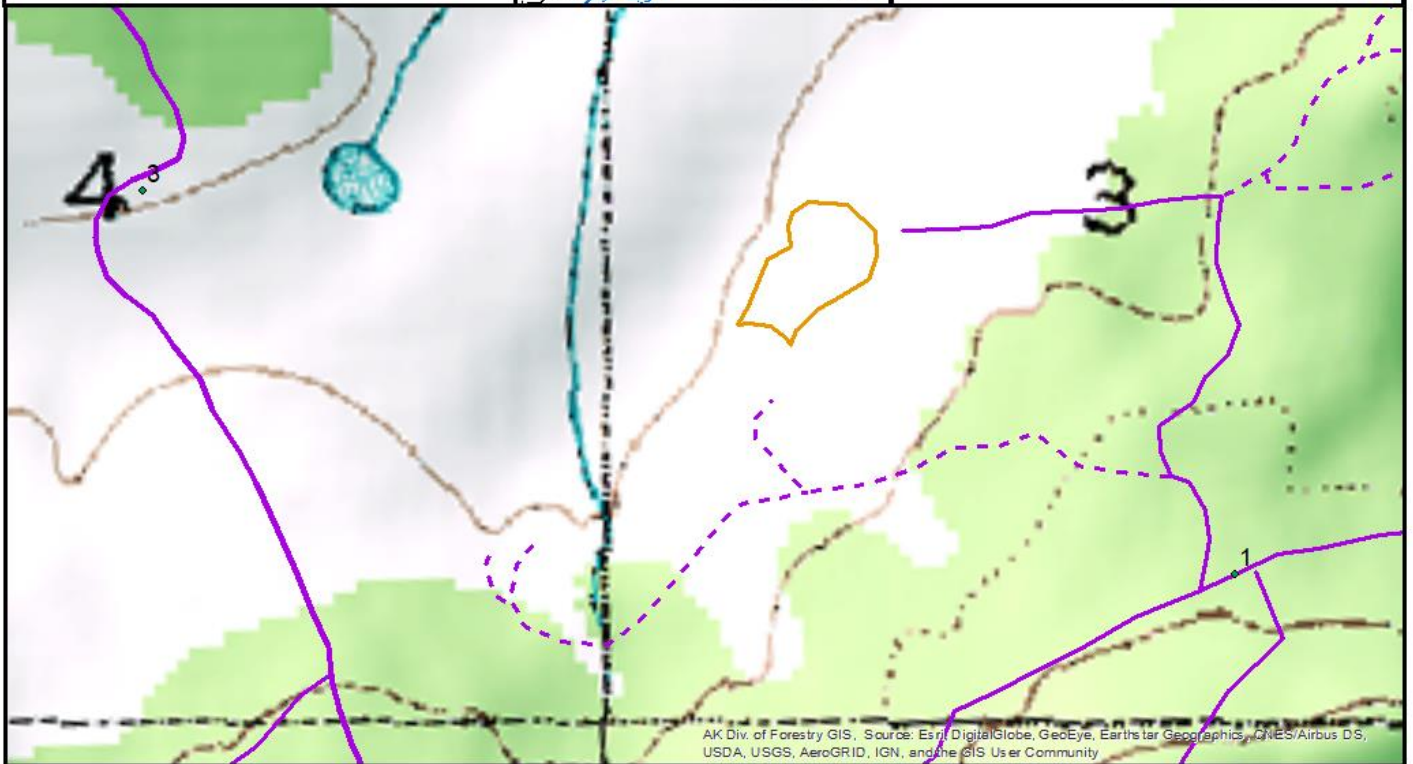 4
3
3
1
AK Div. of Forestry GIS, Source: Esri, DigitalGlobe, GeoEye, Earthstar Geographics, CNES/Airbus DS,
USDA, USGS, AeroGRID, IGN, and the GIS User Community